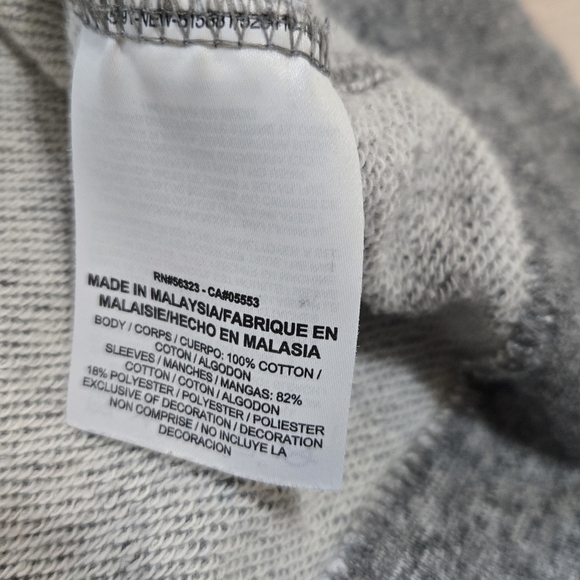 RN#56323 - CA#05553
MADE IN MALAYSIA/FABRIQUE EN
MALAISIE/HECHO EN MALASIA
BODY / CORPS / CUERPO: 100% COTTON /
COTON / ALGODON
SLEEVES / MANCHES / MANGAS: 82%
COTTON / COTON / ALGODON
18% POLYESTER / POLYESTER / POLIESTER
EXCLUSIVE OF DECORATION / DECORATION
NON COMPRISE / NO INCLUYE LA
DECORACION